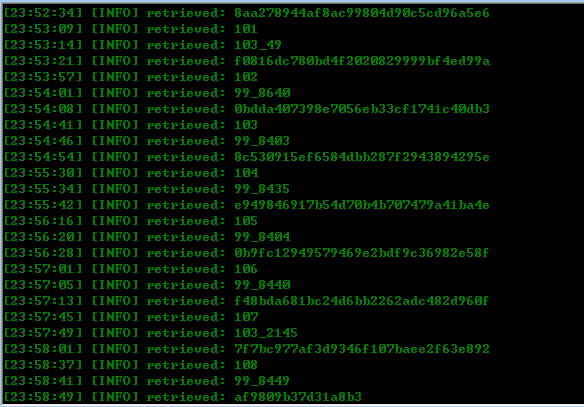 [23:52:34] [INFO] retrieved: 8aa278944af8ac99804d90c5cd96a5e6
[23:53:09] [INFO] retrieved: 101
[23:53:14] [INFO] retrieved: 103_49
[23:53:21] [INFO] retrieved: f0816dc780bd4f2020829999bf4ed99a
[23:53:57] [INFO] retrieved: 102
[23:54:01] [INFO] retrieved: 99_8640
[23:54:08] [INFO] retrieved: 0bdda407398e7056eb33cf1741c40db3
[23:54:41] [INFO] retrieved: 103
[23:54:46] [INFO] retrieved: 99_8403
[23:54:54] [INFO] retrieved: 8c530915ef6584dbb287f2943894295e
[23:55:30] [INFO] retrieved: 104
[23:55:34] [INFO] retrieved: 99_8435
[23:55:42] [INFO] retrieved: e949846917b54d70b4b707479a41ba4e
[23:56:16] [INFO] retrieved: 105
[23:56:20] [INFO] retrieved: 99_8404
[23:56:28] [INFO] retrieved: 0b9fc12949579469e2bdf9c36982e58f
[23:57:01] [INFO] retrieved: 106
[23:57:05] [INFO] retrieved: 99_8440
[23:57:13] [INFO] retrieved: f48bda681bc24d6bb2262adc482d960f
[23:57:45] [INFO] retrieved: 107
[23:57:49] [INFO] retrieved: 103_2145
[23:58:01] [INFO] retrieved: 7f7bc977af3d9346f107baee2f63e892
[23:58:37] [INFO] retrieved: 108
[23:58:41] [INFO] retrieved: 99_8449
[23:58:49] [INFO] retrieved: af9809b37d31a8b3